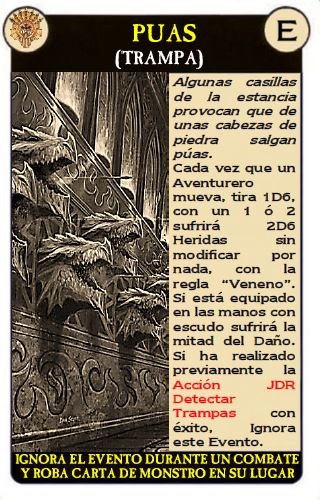 PUAS
E
(TRAMPA)
Algunas casillas
de la estancia
provocan que de
unas cabezas de
piedra salgan
púas.
Cada vez que un
Aventurero
mueva, tira 1D6,
con un 1 ó 2
sufrirá 2D6
Heridas sin
modificar por
nada, con la
regla “Veneno”.
Si está equipado
en las manos con
escudo sufrirá la
mitad del Daño.
Si ha realizado
previamente la
Acción JDR
Detectar
Trampas con
éxito, Ignora
este Evento.
IGNORA EL EVENTO DURANTE UN COMBATE
Y ROBA CARTA DE MONSTRO EN SU LUGAR